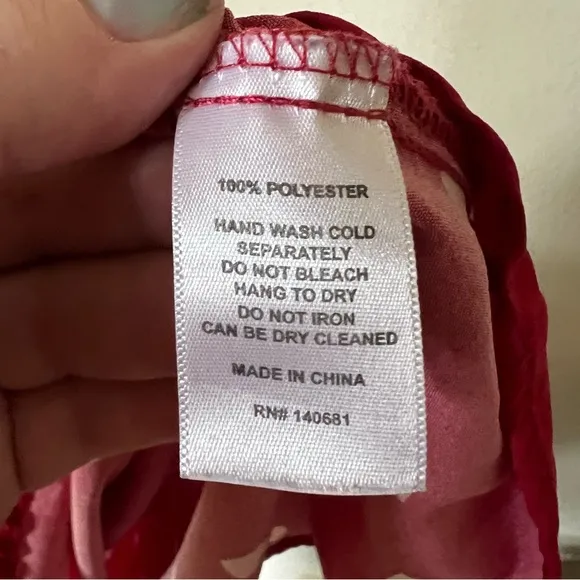 100% POLYESTER
HAND WASH COLD
SEPARATELY
DO NOT BLEACH
HANG TO DRY
DO NOT IRON
CAN BE DRY CLEANED
MADE IN CHINA
RN# 140681